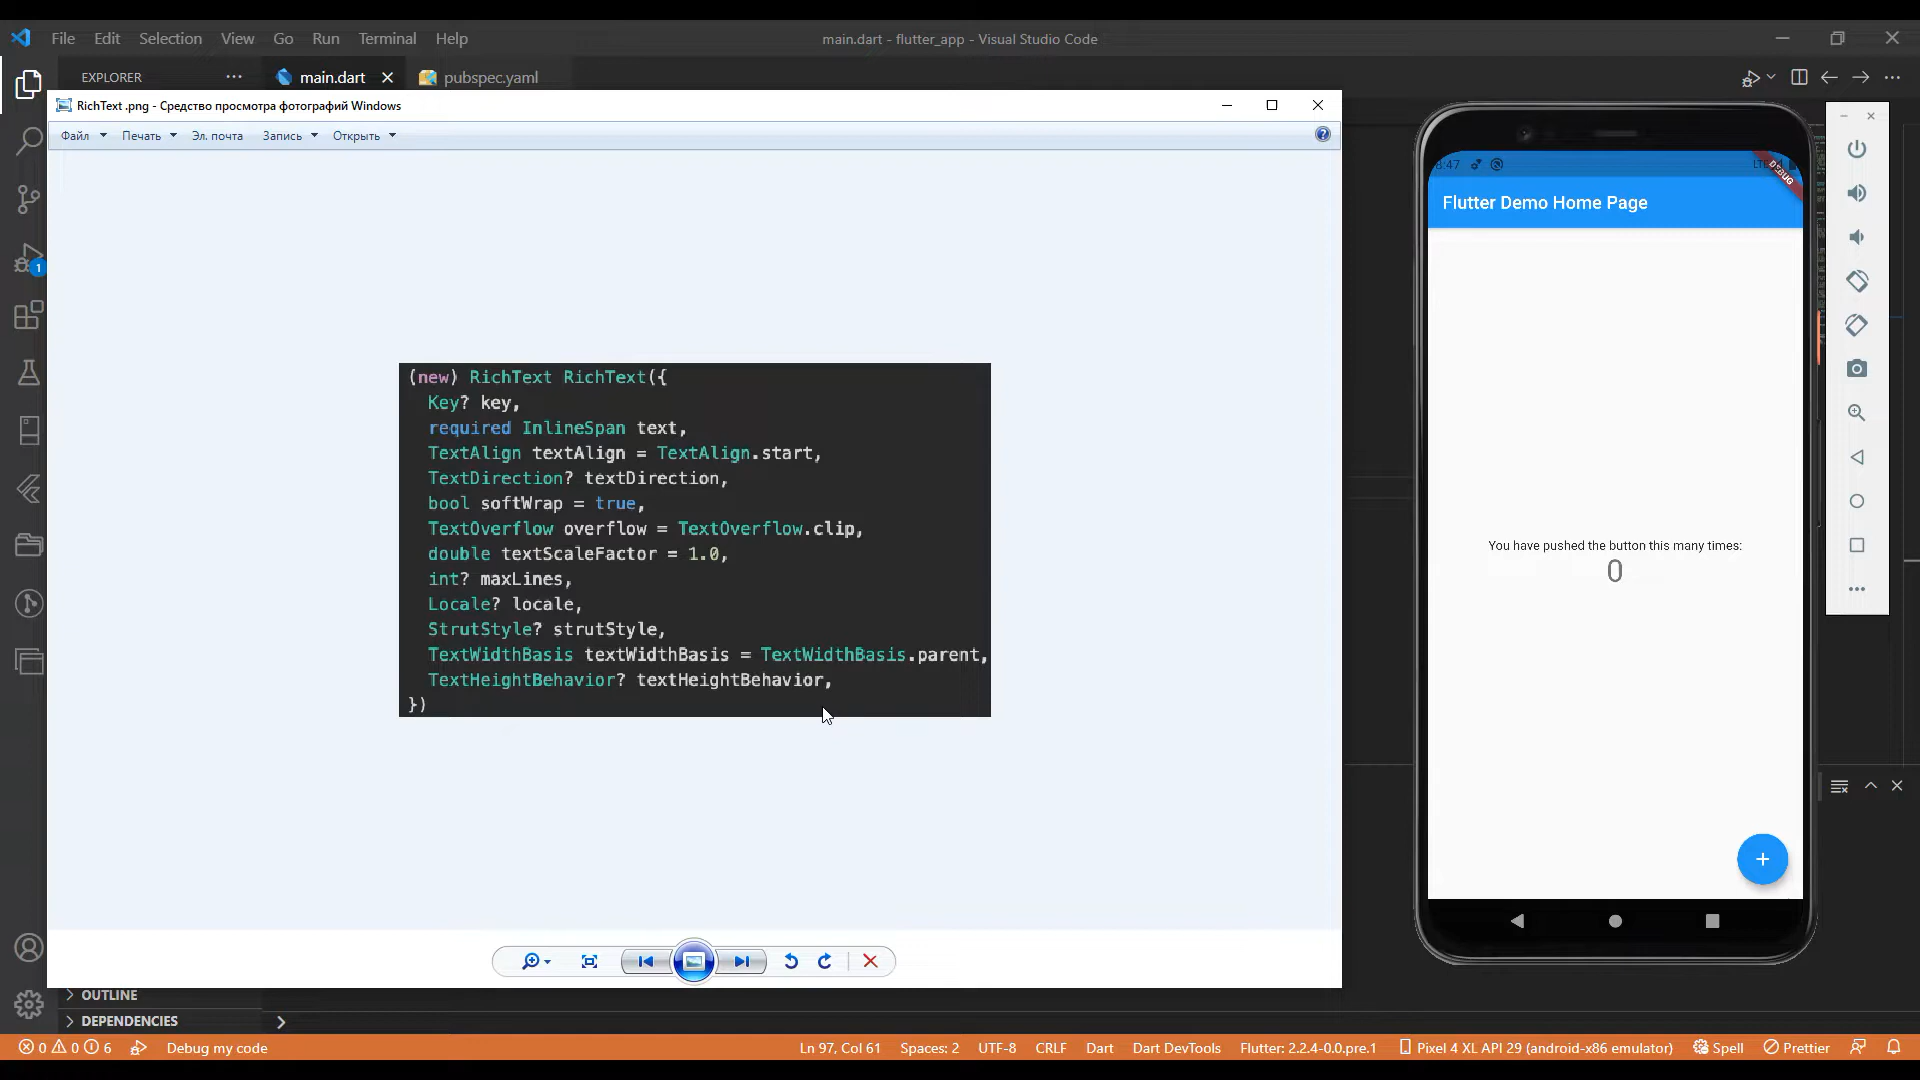 File Edit Selection View Go Run Terminal Help
main.dart - flutter_app - Visual Studio Code
EXPLORER
main.dart
pubspec.yaml
RichText .png - Средство просмотра фотографий Windows
Файл Печать Эл. почта Запись Открыть
(new) RichText RichText({
Key? key,
required InlineSpan text,
TextAlign textAlign = TextAlign.start,
TextDirection? textDirection,
bool softWrap = true,
TextOverflow overflow = TextOverflow.clip,
double textScaleFactor = 1.0,
int? maxLines,
Locale? locale,
StrutStyle? strutStyle,
TextWidthBasis textWidthBasis = TextWidthBasis.parent,
TextHeightBehavior? textHeightBehavior,
})
1
DEBUG
Flutter Demo Home Page
You have pushed the button this many times:
0
OUTLINE
DEPENDENCIES
0 0 6 Debug my code
Ln 97, Col 61 Spaces: 2 UTF-8 CRLF Dart Dart DevTools Flutter: 2.2.4-0.0.pre.1 Pixel 4 XL API 29 (android-x86 emulator) Spell Prettier